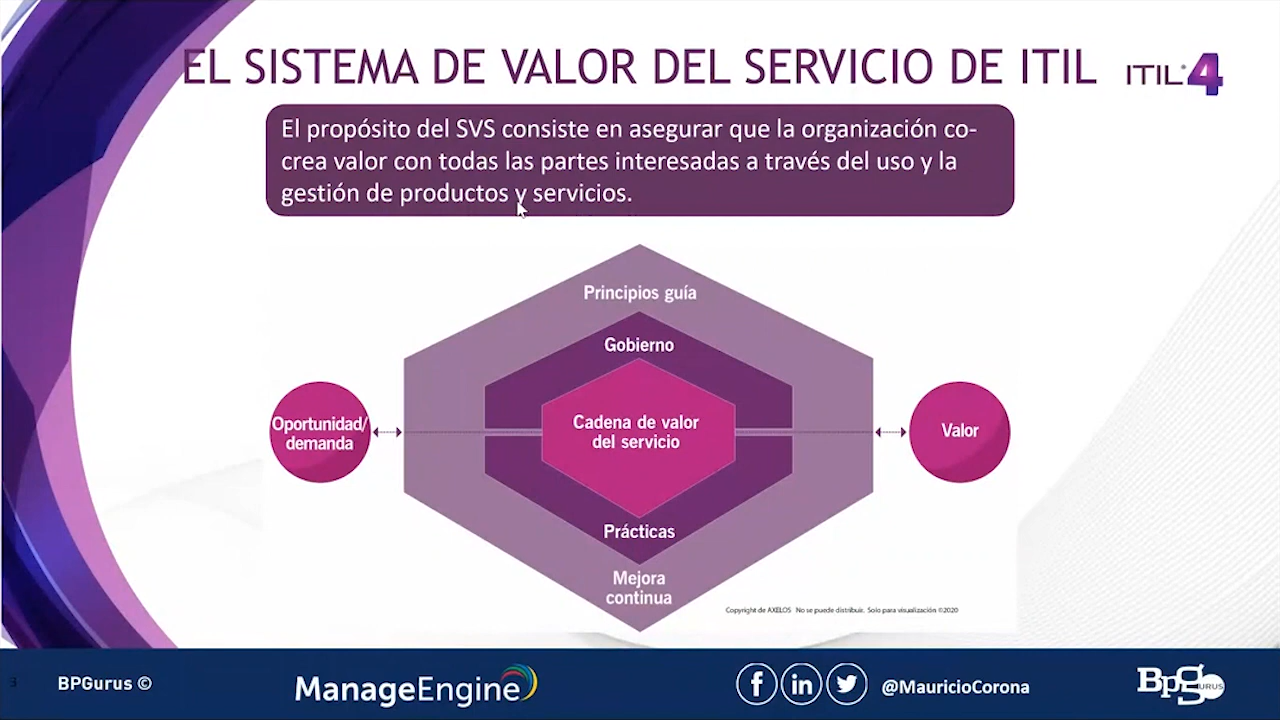 EL SISTEMA DE VALOR DEL SERVICIO DE ITIL
ITIL® 4
El propósito del SVS consiste en asegurar que la organización co-
crea valor con todas las partes interesadas a través del uso y la
gestión de productos y servicios.
Principios guía
Gobierno
Oportunidad/
demanda
Cadena de valor
del servicio
Valor
Prácticas
Mejora
continua
Copyright de AXELOS No se puede distribuir. Solo para visualización ©2020
3
BPGurus ©
ManageEngine
f in
@MauricioCorona
BpGurus